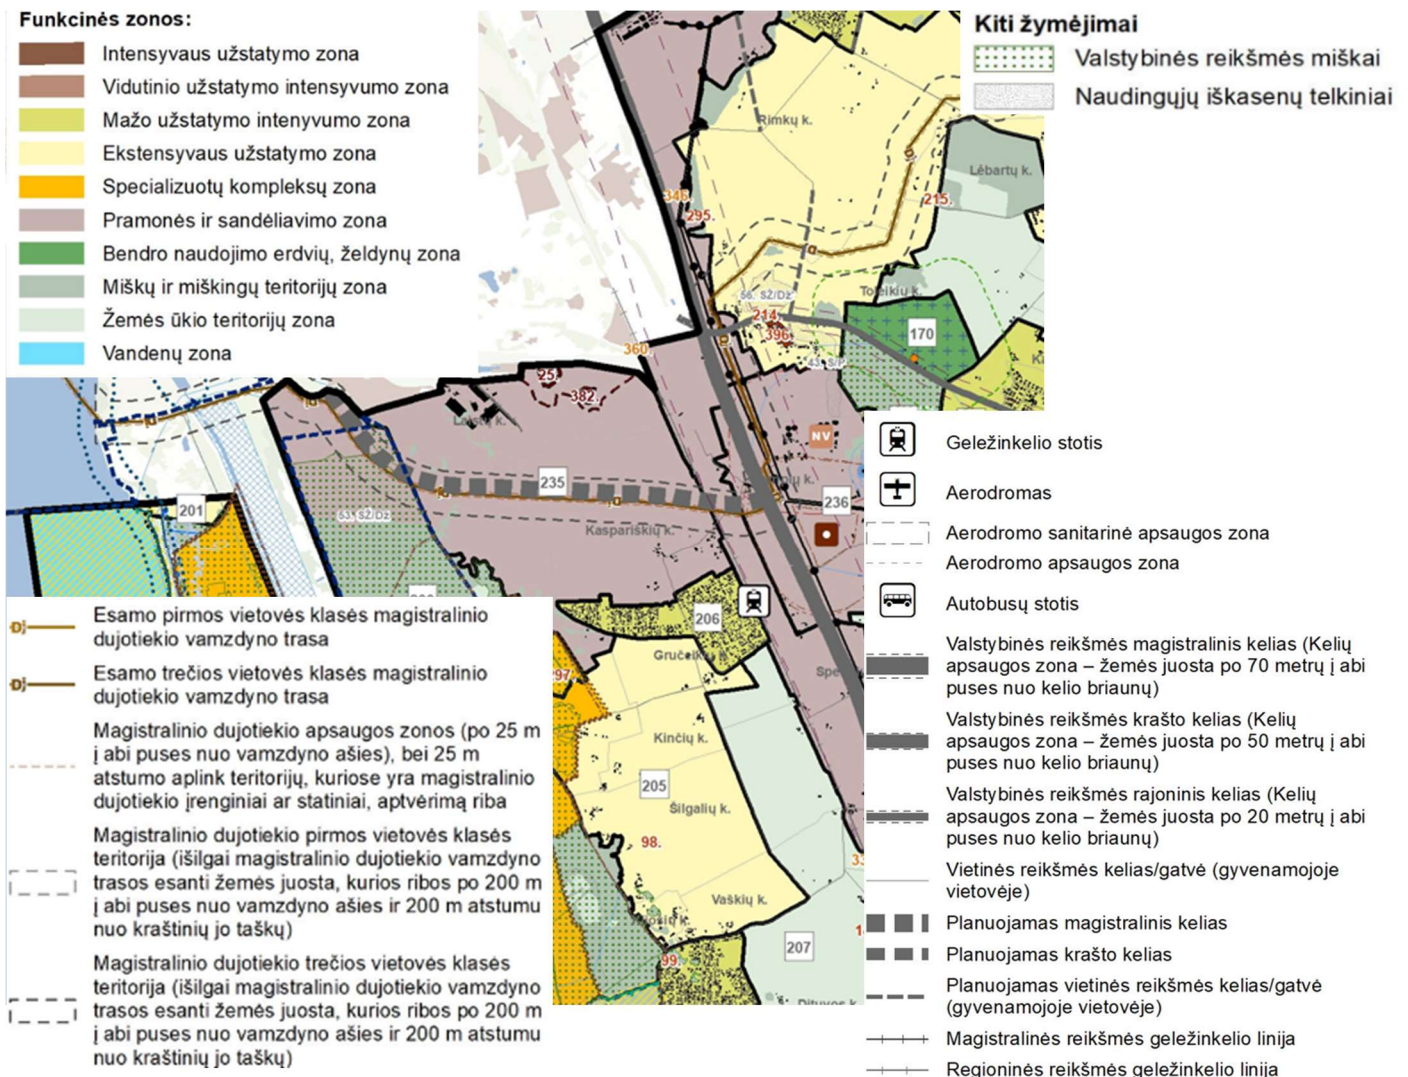 Funkcinės zonos:
Intensyvaus užstatymo zona
Vidutinio užstatymo intensyvumo zona
Mažo užstatymo intenyvumo zona
Ekstensyvaus užstatymo zona
Specializuotų kompleksų zona
Pramonės ir sandėliavimo zona
Bendro naudojimo erdvių, želdynų zona
Miškų ir miškingų teritorijų zona
Žemės ūkio teritorijų zona
Vandenų zona
Kiti žymėjimai
Valstybinės reikšmės miškai
Naudingųjų iškasenų telkiniai
Rimkų k.
Lėbartų k.
346.
295.
215.
Toleikių k.
56. SŽ/Dž
214.
396.
170
43. S/P
360.
25.
382.
NV
235
236
201
53. SŽ/Dž
Kaspariškių k.
206
297
Kinčių k.
205
Šilgalių k.
98.
Vaškių k.
99.
207
Dituvos k.
Esamo pirmos vietovės klasės magistralinio
dujotiekio vamzdyno trasa
Esamo trečios vietovės klasės magistralinio
dujotiekio vamzdyno trasa
Magistralinio dujotiekio apsaugos zonos (po 25 m
į abi puses nuo vamzdyno ašies), bei 25 m
atstumo aplink teritorijų, kuriose yra magistralinio
dujotiekio įrenginiai ar statiniai, aptvėrimą riba
Magistralinio dujotiekio pirmos vietovės klasės
teritorija (išilgai magistralinio dujotiekio vamzdyno
trasos esanti žemės juosta, kurios ribos po 200 m
į abi puses nuo vamzdyno ašies ir 200 m atstumu
nuo kraštinių jo taškų)
Magistralinio dujotiekio trečios vietovės klasės
teritorija (išilgai magistralinio dujotiekio vamzdyno
trasos esanti žemės juosta, kurios ribos po 200 m
į abi puses nuo vamzdyno ašies ir 200 m atstumu
nuo kraštinių jo taškų)
Geležinkelio stotis
Aerodromas
Aerodromo sanitarinė apsaugos zona
Aerodromo apsaugos zona
Autobusų stotis
Valstybinės reikšmės magistralinis kelias (Kelių
apsaugos zona – žemės juosta po 70 metrų į abi
puses nuo kelio briaunų)
Valstybinės reikšmės krašto kelias (Kelių
apsaugos zona – žemės juosta po 50 metrų į abi
puses nuo kelio briaunų)
Valstybinės reikšmės rajoninis kelias (Kelių
apsaugos zona – žemės juosta po 20 metrų į abi
puses nuo kelio briaunų)
Vietinės reikšmės kelias/gatvė (gyvenamojoje
vietovėje)
Planuojamas magistralinis kelias
Planuojamas krašto kelias
Planuojamas vietinės reikšmės kelias/gatvė
(gyvenamojoje vietovėje)
Magistralinės reikšmės geležinkelio linija
Regioninės reikšmės geležinkelio linija